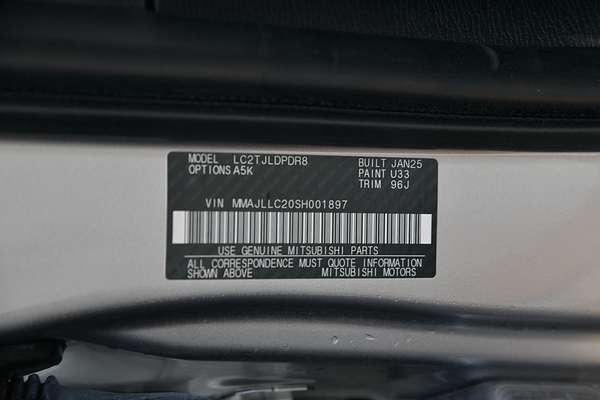 MODEL LC2TJLDPDR8 BUILT JAN25
OPTIONS A5K PAINT U33
TRIM 96J
VIN MMAJLLC20SH001897
USE GENUINE MITSUBISHI PARTS
ALL CORRESPONDENCE MUST QUOTE INFORMATION
SHOWN ABOVE MITSUBISHI MOTORS